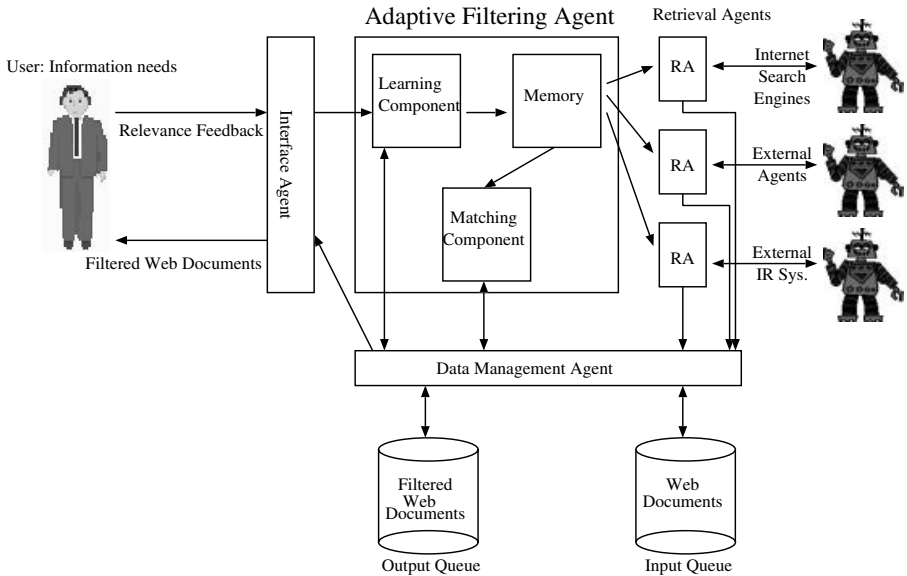 Adaptive Filtering Agent
Retrieval Agents
User: Information needs
Relevance Feedback
Filtered Web Documents
Interface Agent
Learning
Component
Memory
Matching
Component
RA
Internet
Search
Engines
RA
External
Agents
RA
External
IR Sys.
Data Management Agent
Filtered
Web
Documents
Output Queue
Web
Documents
Input Queue